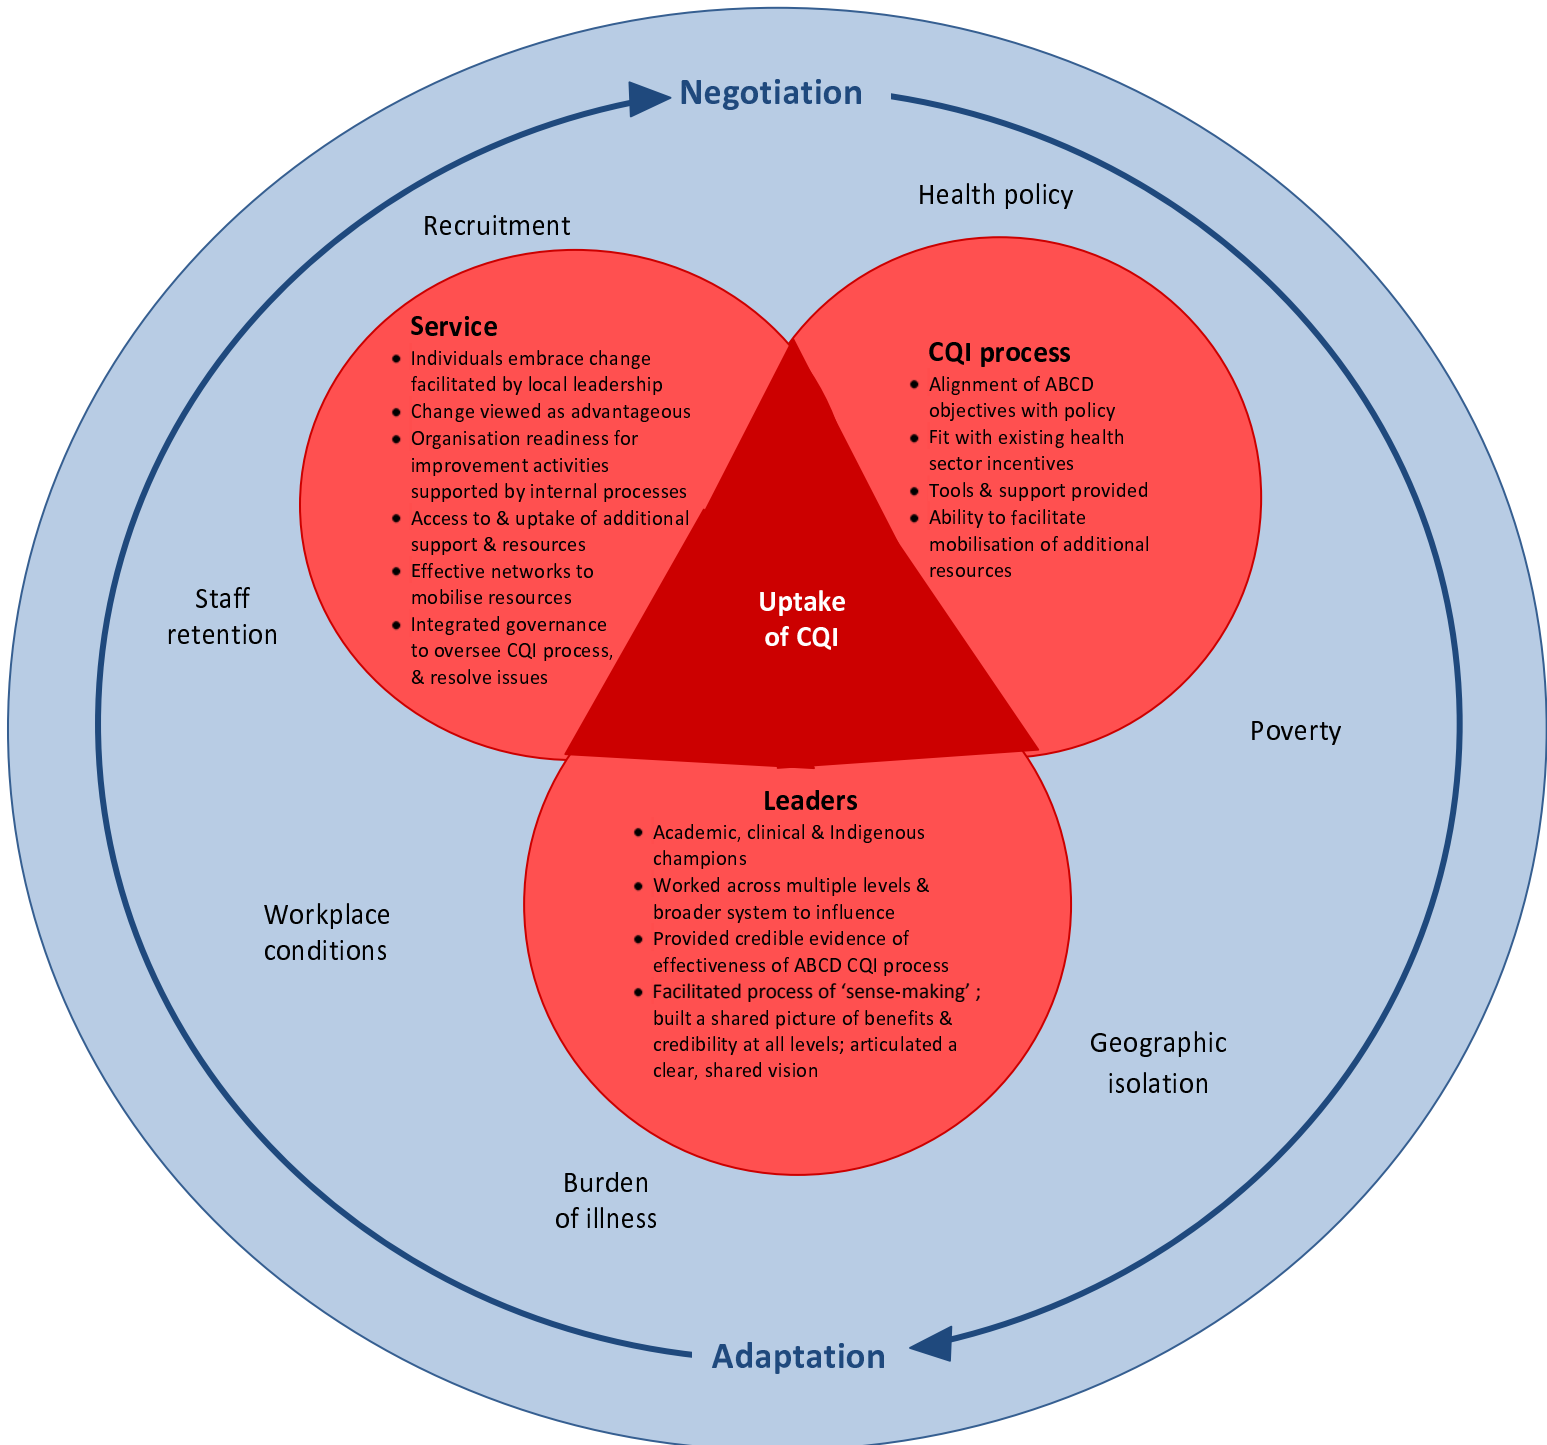 Negotiation
Health policy
Recruitment
Service
• Individuals embrace change
facilitated by local leadership
• Change viewed as advantageous
• Organisation readiness for
improvement activities
supported by internal processes
• Access to & uptake of additional
support & resources
• Effective networks to
mobilise resources
• Integrated governance
to oversee CQI process,
& resolve issues
CQI process
• Alignment of ABCD
objectives with policy
• Fit with existing health
sector incentives
• Tools & support provided
• Ability to facilitate
mobilisation of additional
resources
Uptake
of CQI
Staff
retention
Poverty
Leaders
• Academic, clinical & Indigenous
champions
• Worked across multiple levels &
broader system to influence
• Provided credible evidence of
effectiveness of ABCD CQI process
• Facilitated process of ‘sense-making’ ;
built a shared picture of benefits &
credibility at all levels; articulated a
clear, shared vision
Workplace
conditions
Geographic
isolation
Burden
of illness
Adaptation